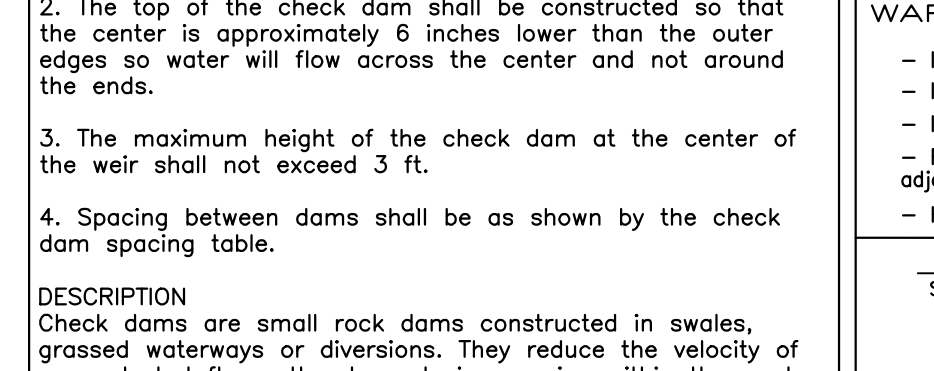 2. The top of the check dam shall be constructed so that
the center is approximately 6 inches lower than the outer
edges so water will flow across the center and not around
the ends.
3. The maximum height of the check dam at the center of
the weir shall not exceed 3 ft.
4. Spacing between dams shall be as shown by the check
dam spacing table.
DESCRIPTION
Check dams are small rock dams constructed in swales,
grassed waterways or diversions. They reduce the velocity of